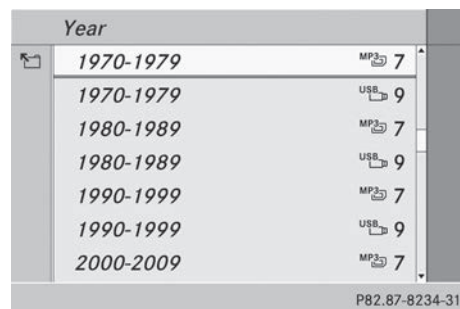 Year
1970-1979 MP3 7
1970-1979 USB 9
1980-1989 MP3 7
1980-1989 USB 9
1990-1999 MP3 7
1990-1999 USB 9
2000-2009 MP3 7
P82.87-8234-31